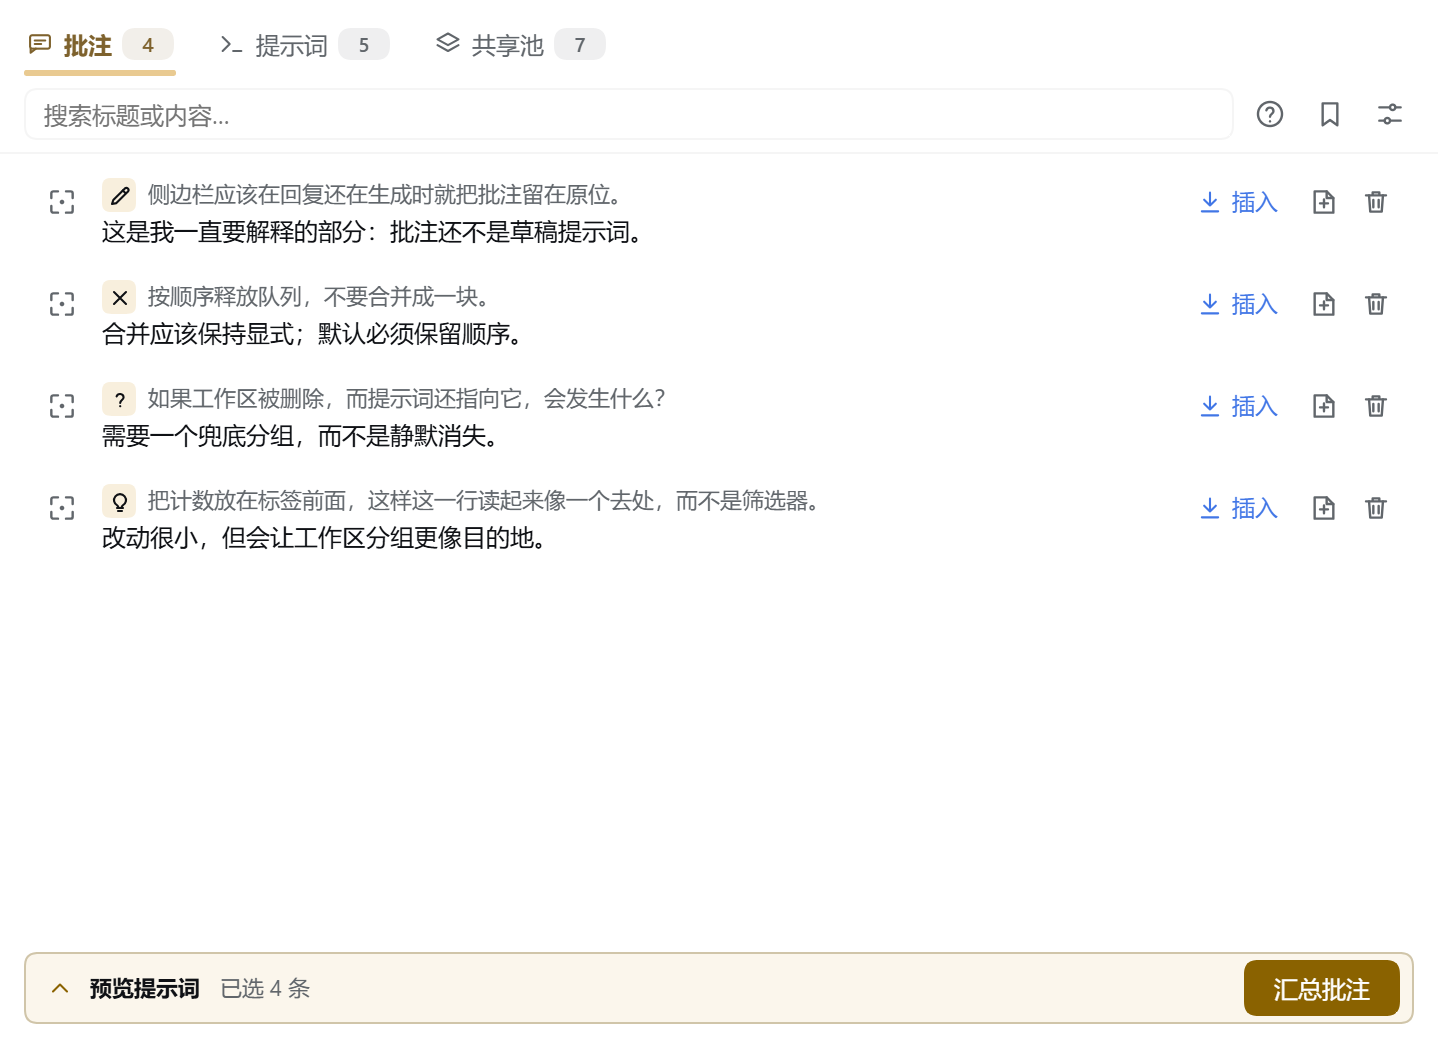 批注 4 提示词 5 共享池 7
搜索标题或内容...
侧边栏应该在回复还在生成时就把批注留在原位。
这是我一直要解释的部分：批注还不是草稿提示词。
插入
按顺序释放队列，不要合并成一块。
合并应该保持显式；默认必须保留顺序。
插入
? 如果工作区被删除，而提示词还指向它，会发生什么？
需要一个兜底分组，而不是静默消失。
插入
把计数放在标签前面，这样这一行读起来像一个去处，而不是筛选器。
改动很小，但会让工作区分组更像目的地。
插入
预览提示词 已选 4 条 汇总批注